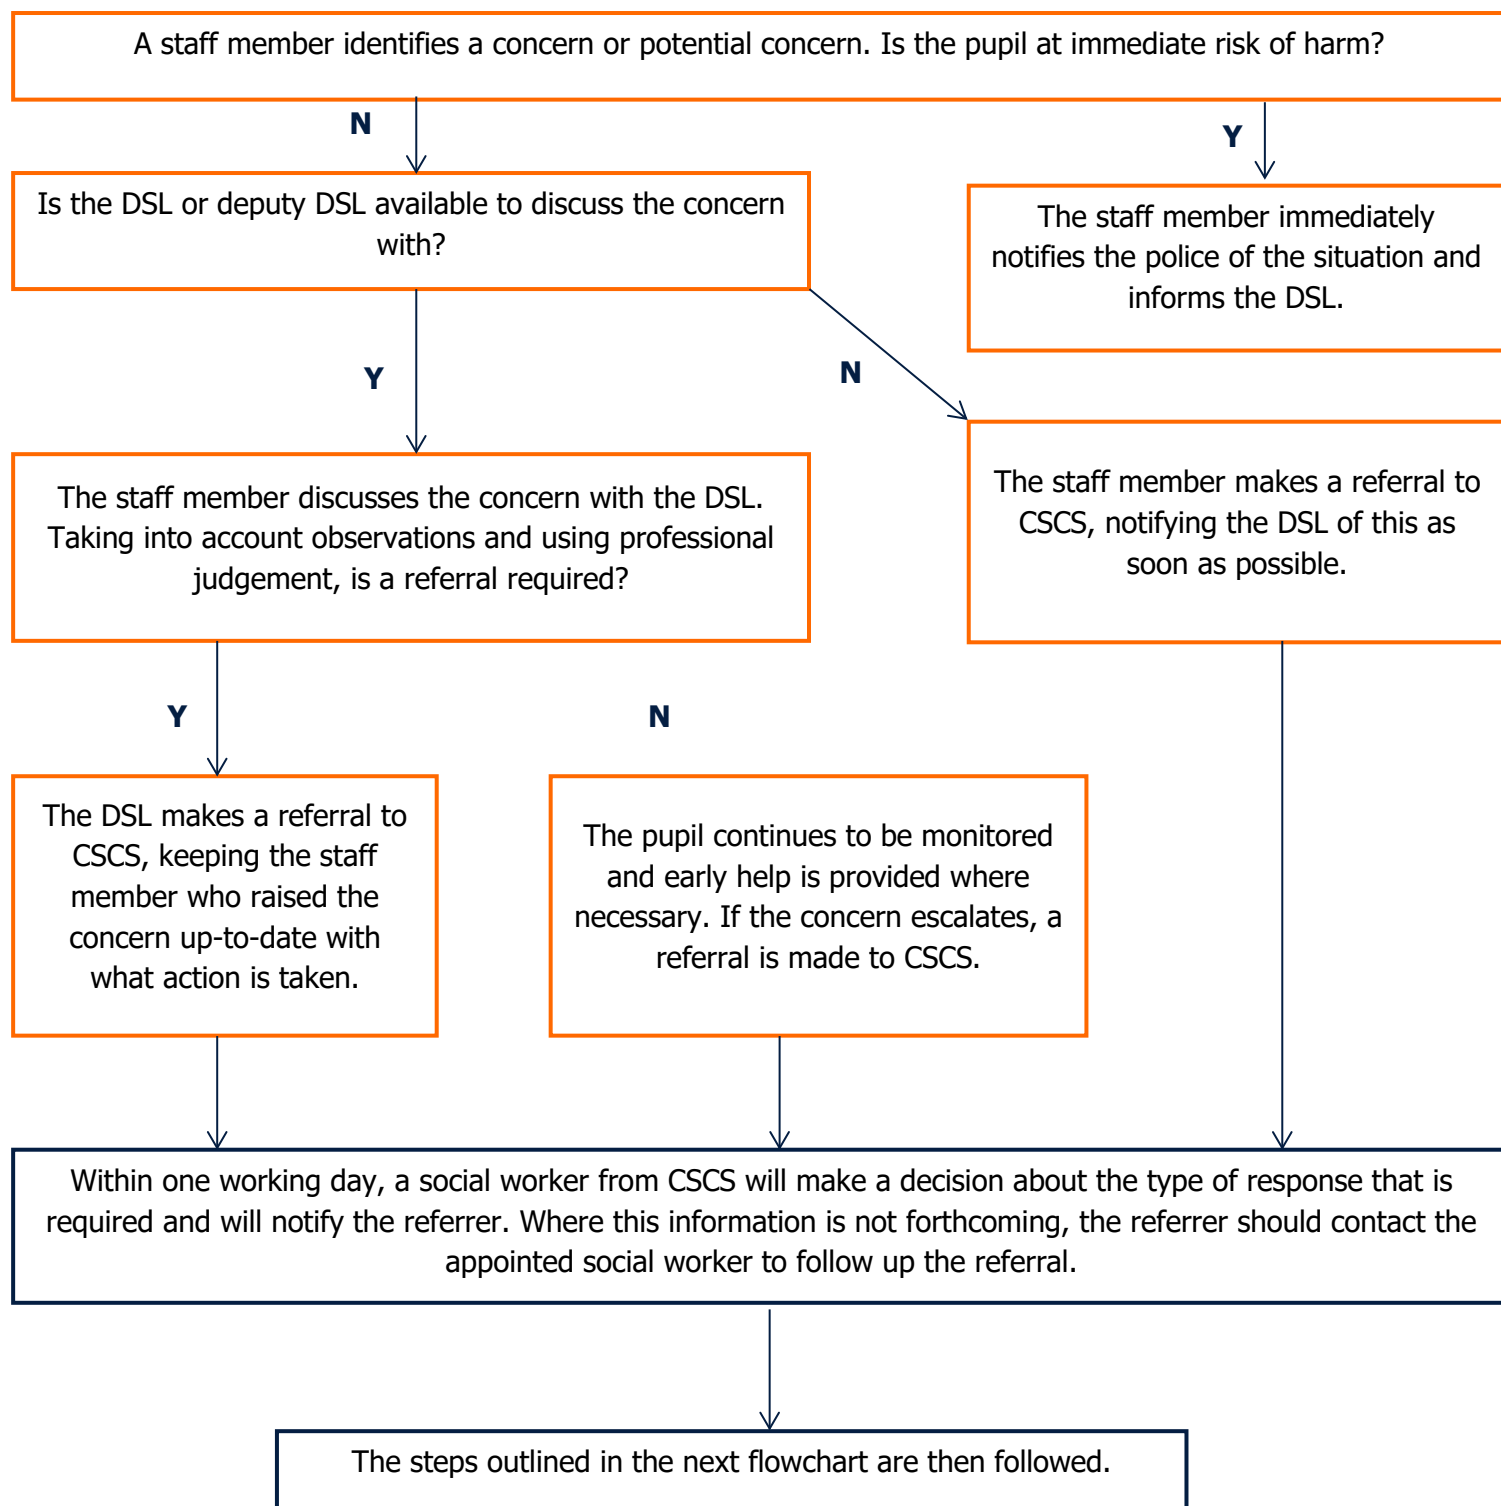 A staff member identifies a concern or potential concern. Is the pupil at immediate risk of harm?
N
Y
Is the DSL or deputy DSL available to discuss the concern
with?
The staff member immediately
notifies the police of the situation and
informs the DSL.
Y
N
The staff member discusses the concern with the DSL.
Taking into account observations and using professional
judgement, is a referral required?
The staff member makes a referral to
CSCS, notifying the DSL of this as
soon as possible.
Y
N
The DSL makes a referral to
CSCS, keeping the staff
member who raised the
concern up-to-date with
what action is taken.
The pupil continues to be monitored
and early help is provided where
necessary. If the concern escalates, a
referral is made to CSCS.
Within one working day, a social worker from CSCS will make a decision about the type of response that is
required and will notify the referrer. Where this information is not forthcoming, the referrer should contact the
appointed social worker to follow up the referral.
The steps outlined in the next flowchart are then followed.